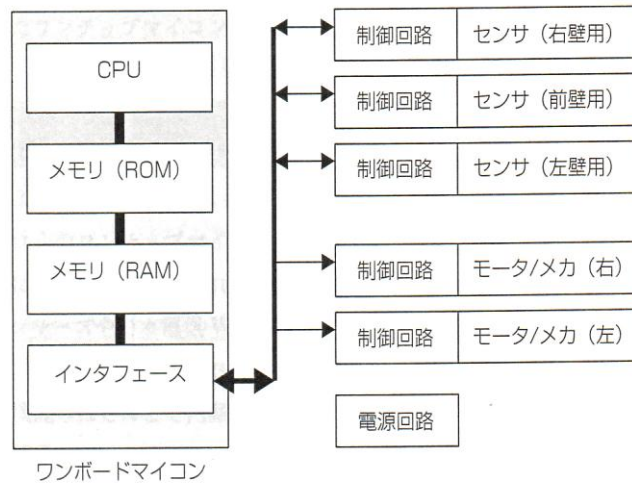 CPU
メモリ（ROM）
メモリ（RAM）
インタフェース
ワンボードマイコン
制御回路 センサ（右壁用）
制御回路 センサ（前壁用）
制御回路 センサ（左壁用）
制御回路 モータ/メカ（右）
制御回路 モータ/メカ（左）
電源回路